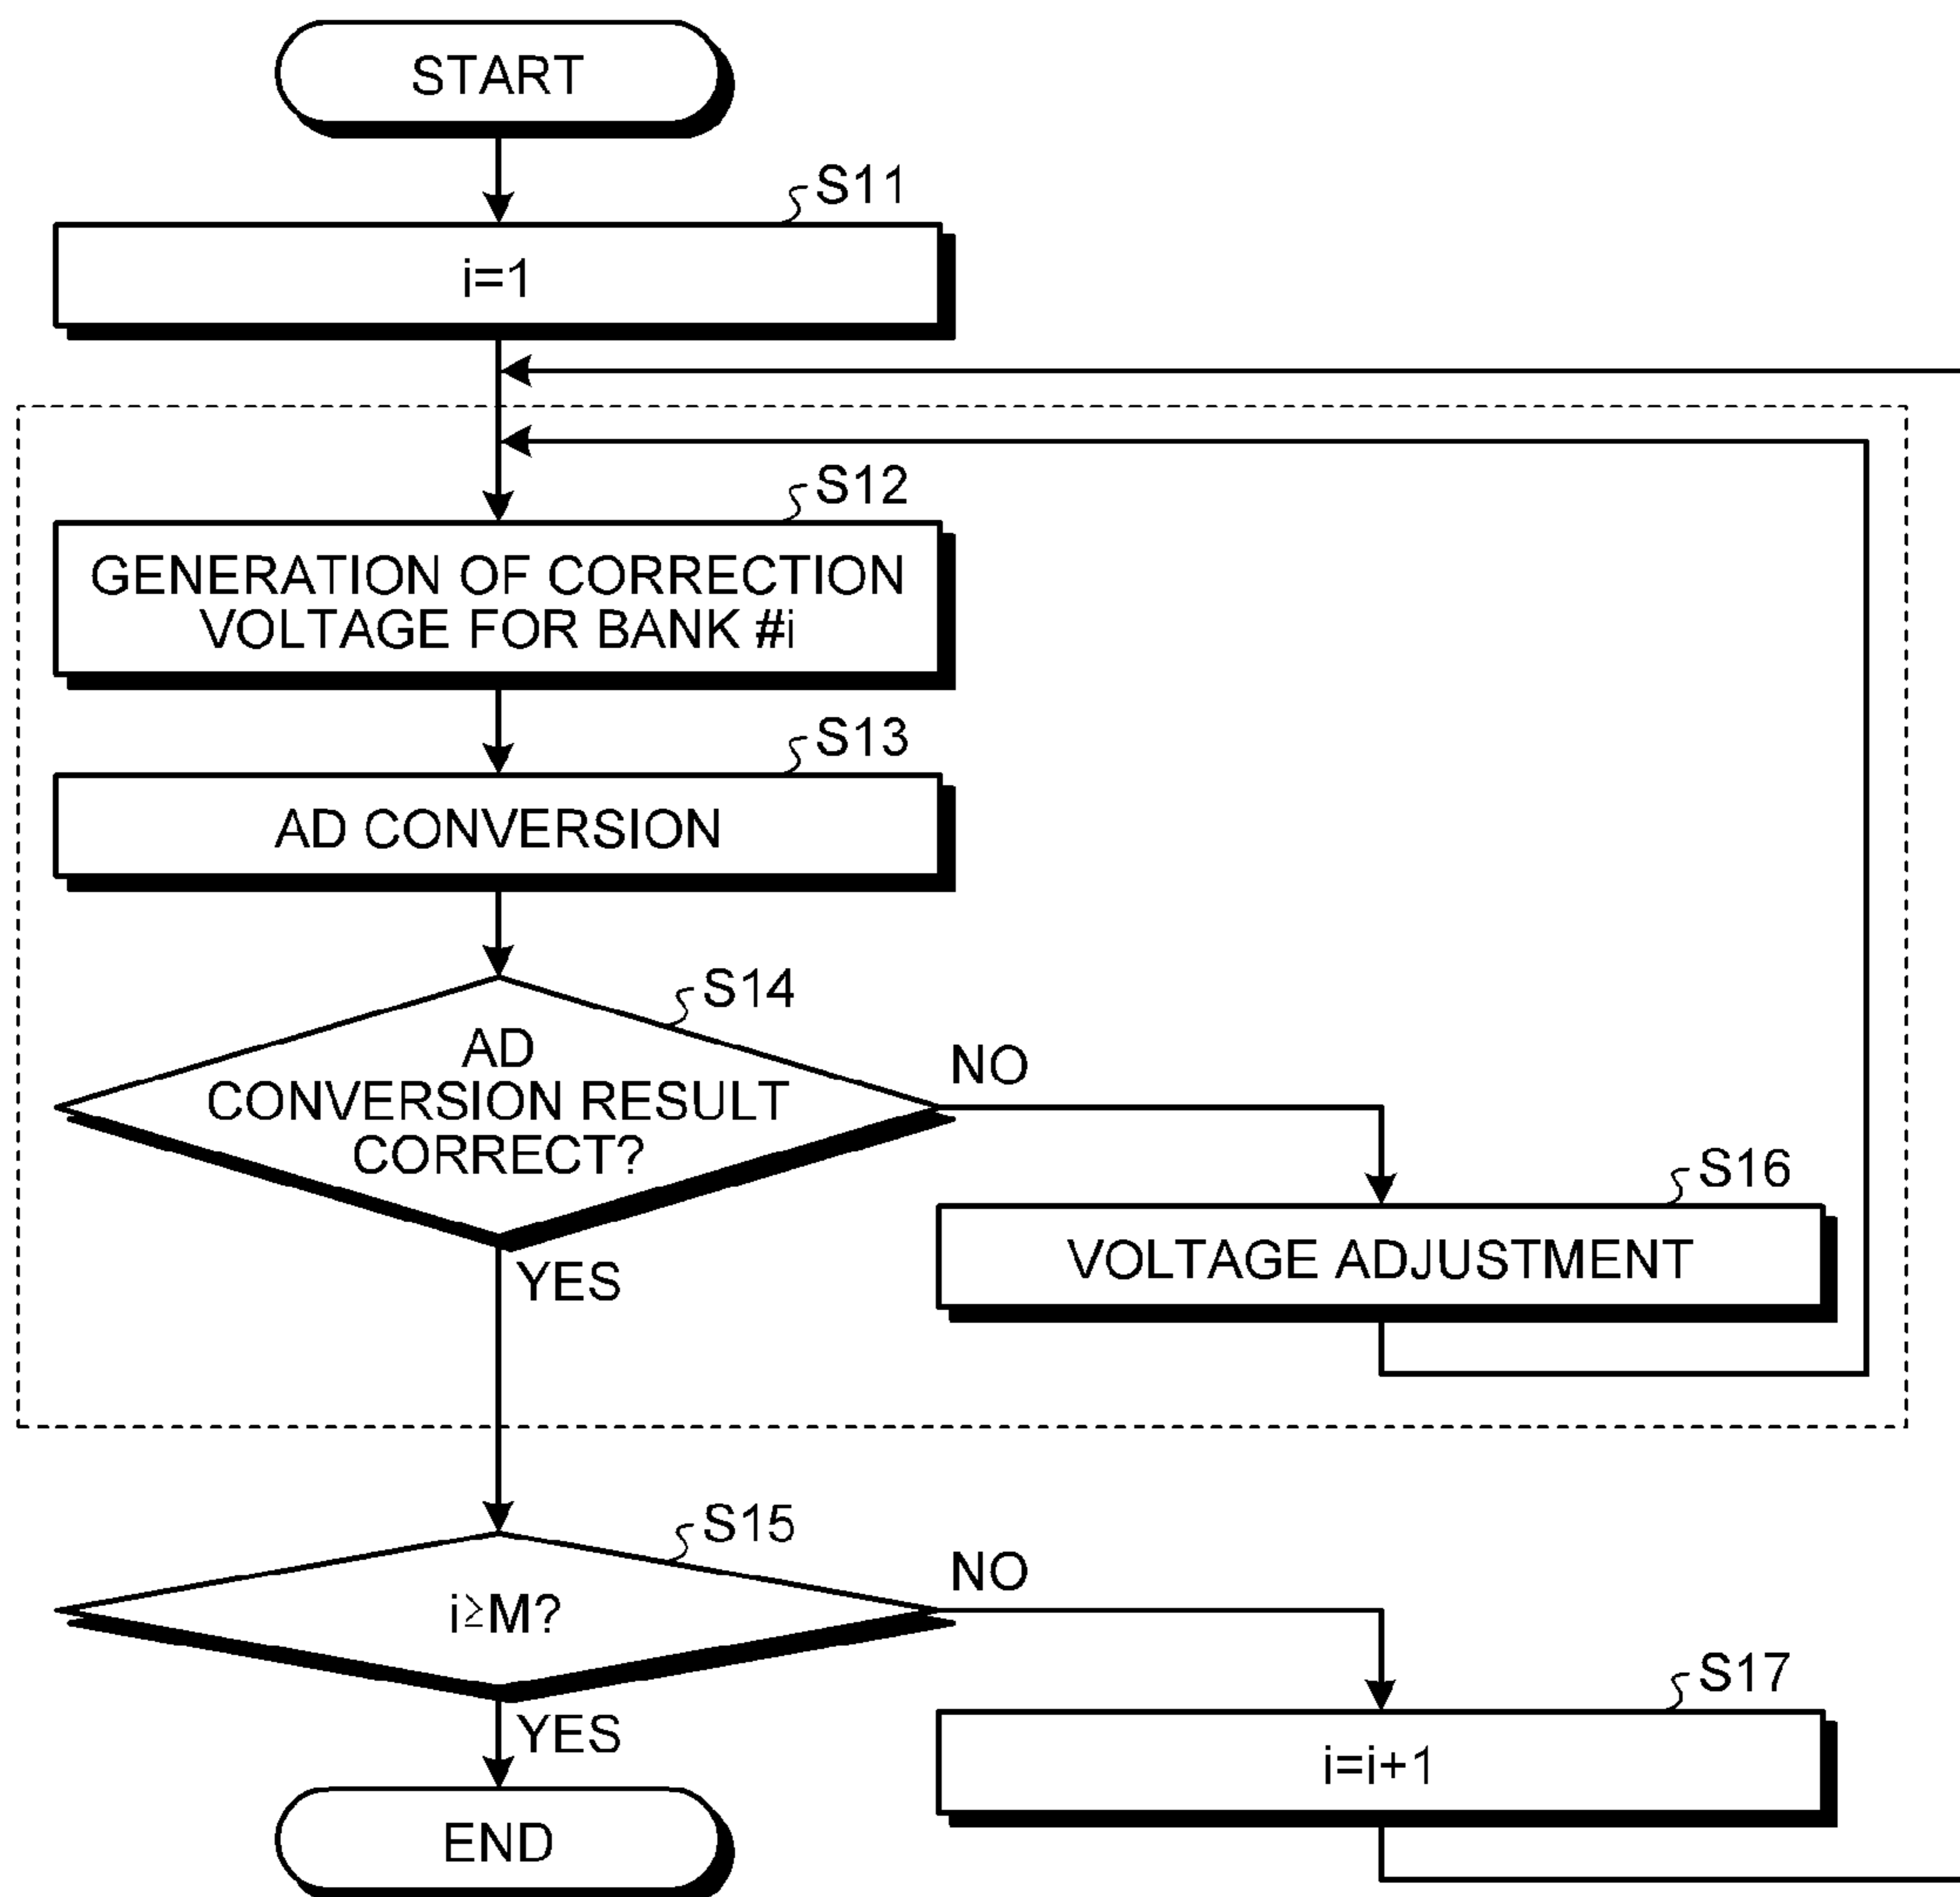 START
S11
i=1
S12
GENERATION OF CORRECTION
VOLTAGE FOR BANK #i
S13
AD CONVERSION
S14
AD
CONVERSION RESULT
CORRECT?
NO
YES
S16
VOLTAGE ADJUSTMENT
S15
i≥M?
NO
YES
S17
i=i+1
END